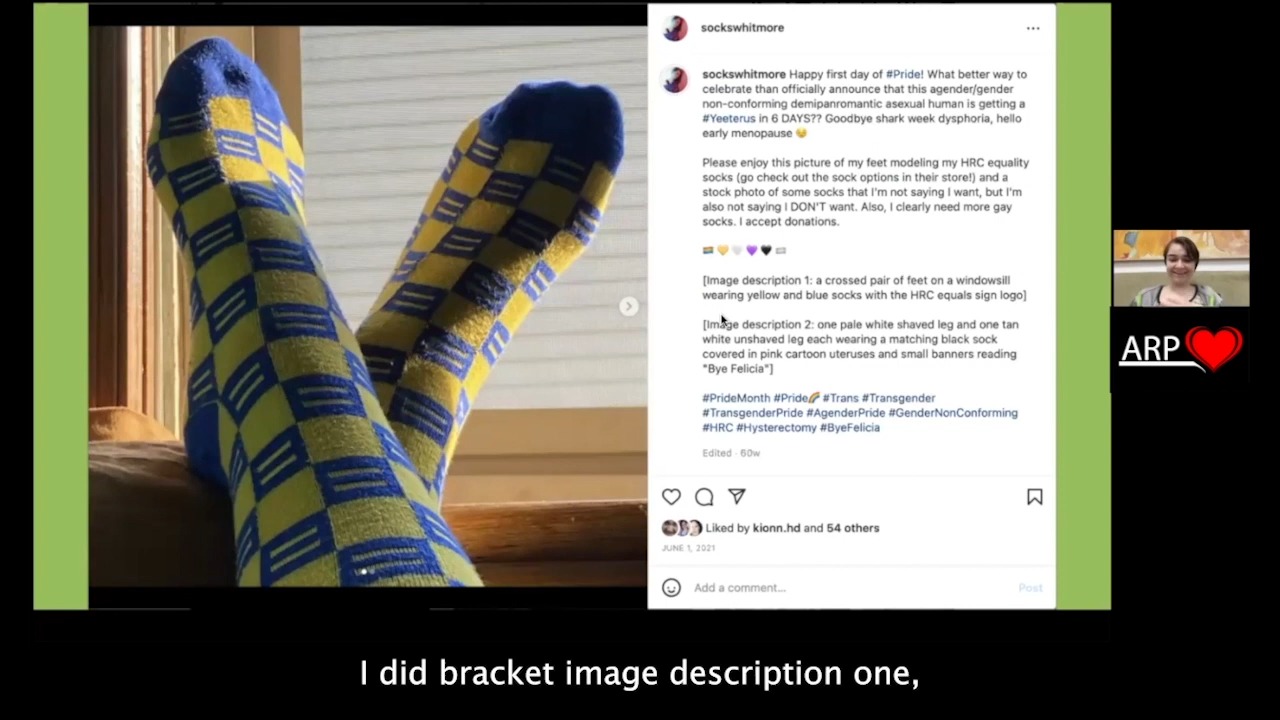 sockswhitmore
sockswhitmore Happy first day of #Pride! What better way to
celebrate than officially announce that this agender/gender
non-conforming demipanromantic asexual human is getting a
#Yeeterus in 6 DAYS?? Goodbye shark week dysphoria, hello
early menopause 😏
Please enjoy this picture of my feet modeling my HRC equality
socks (go check out the sock options in their store!) and a
stock photo of some socks that I'm not saying I want, but I'm
also not saying I DON'T want. Also, I clearly need more gay
socks. I accept donations.
[Image description 1: a crossed pair of feet on a windowsill
wearing yellow and blue socks with the HRC equals sign logo]
[Image description 2: one pale white shaved leg and one tan
white unshaved leg each wearing a matching black sock
covered in pink cartoon uteruses and small banners reading
"Bye Felicia"]
#PrideMonth #Pride🌈 #Trans #Transgender
#TransgenderPride #AgenderPride #GenderNonConforming
#HRC #Hysterectomy #ByeFelicia
Edited · 60w
Liked by kionn.hd and 54 others
JUNE 1, 2021
Add a comment...
Post
ARP
I did bracket image description one,